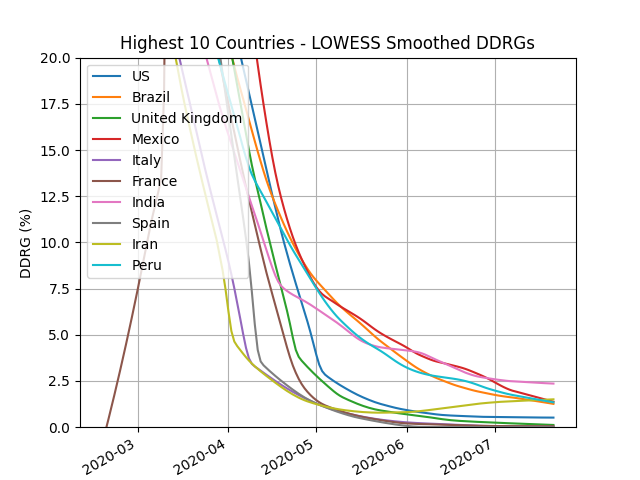 Highest 10 Countries - LOWESS Smoothed DDRGs
DDRG (%)
20.0
17.5
15.0
12.5
10.0
7.5
5.0
2.5
0.0
US
Brazil
United Kingdom
Mexico
Italy
France
India
Spain
Iran
Peru
2020-03
2020-04
2020-05
2020-06
2020-07